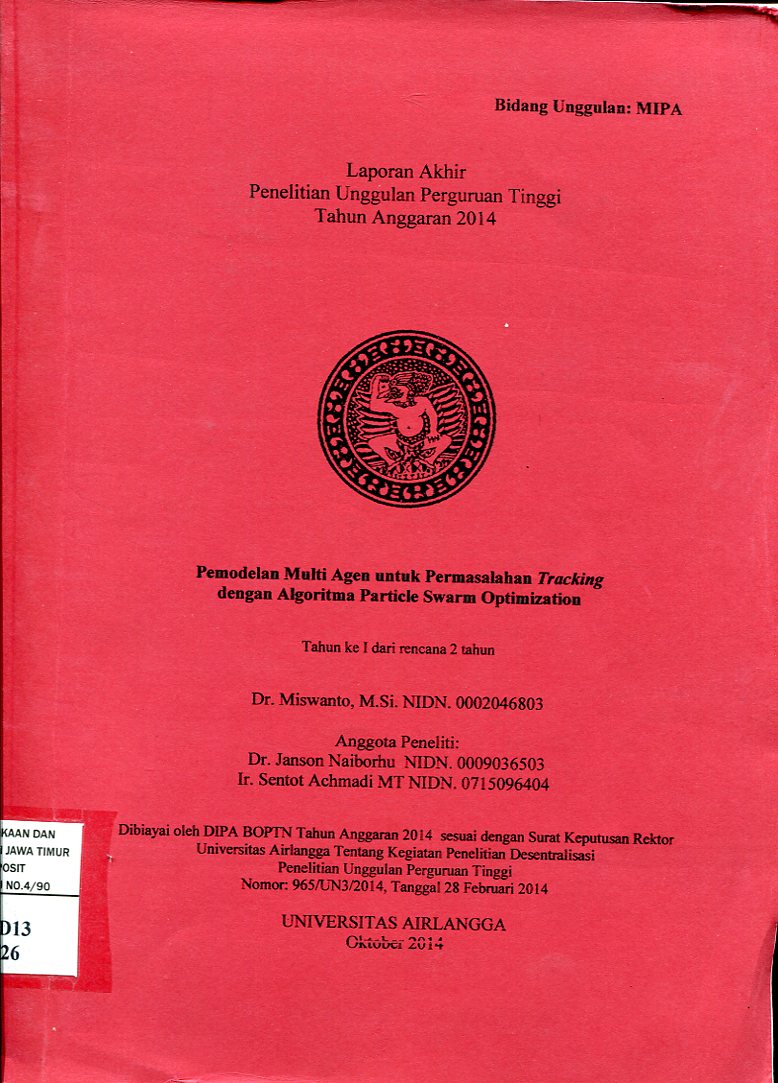 Bidang Unggulan: MIPA
Laporan Akhir
Penelitian Unggulan Perguruan Tinggi
Tahun Anggaran 2014
Pemodelan Multi Agen untuk Permasalahan Tracking
dengan Algoritma Particle Swarm Optimization
Tahun ke I dari rencana 2 tahun
Dr. Miswanto, M.Si. NIDN. 0002046803
Anggota Peneliti:
Dr. Janson Naiborhu NIDN. 0009036503
Ir. Sentot Achmadi MT NIDN. 0715096404
Dibiayai oleh DIPA BOPTN Tahun Anggaran 2014 sesuai dengan Surat Keputusan Rektor
Universitas Airlangga Tentang Kegiatan Penelitian Desentralisasi
Penelitian Unggulan Perguruan Tinggi
Nomor: 965/UN3/2014, Tanggal 28 Februari 2014
UNIVERSITAS AIRLANGGA
Oktober 2014
KAAN DAN
JAWA TIMUR
POSIT
NO.4/90
D13
26